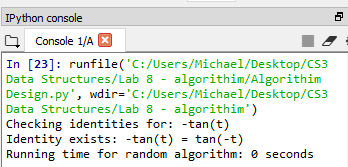 IPython console
Console 1/A
In [23]: runfile('C:/Users/Michael/Desktop/CS3
Data Structures/Lab 8 - algorithim/Algorithim
Design.py', wdir='C:/Users/Michael/Desktop/CS3
Data Structures/Lab 8 - algorithim')
Checking identities for: -tan(t)
Identity exists: -tan(t) = tan(-t)
Running time for random algorithm: 0 seconds